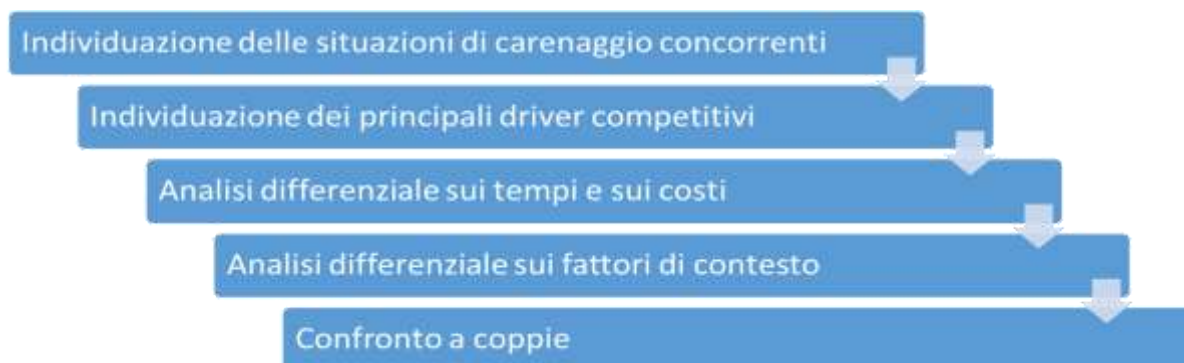 Individuazione delle situazioni di carenaggio concorrenti
Individuazione dei principali driver competitivi
Analisi differenziale sui tempi e sui costi
Analisi differenziale sui fattori di contesto
Confronto a coppie